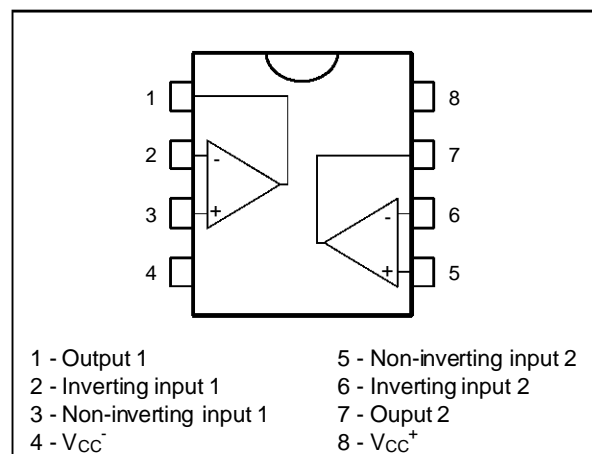 1
8
2
-
7
3
+
-
6
4
+
5
1 - Output 1
2 - Inverting input 1
3 - Non-inverting input 1
4 - VCC-
5 - Non-inverting input 2
6 - Inverting input 2
7 - Ouput 2
8 - VCC+